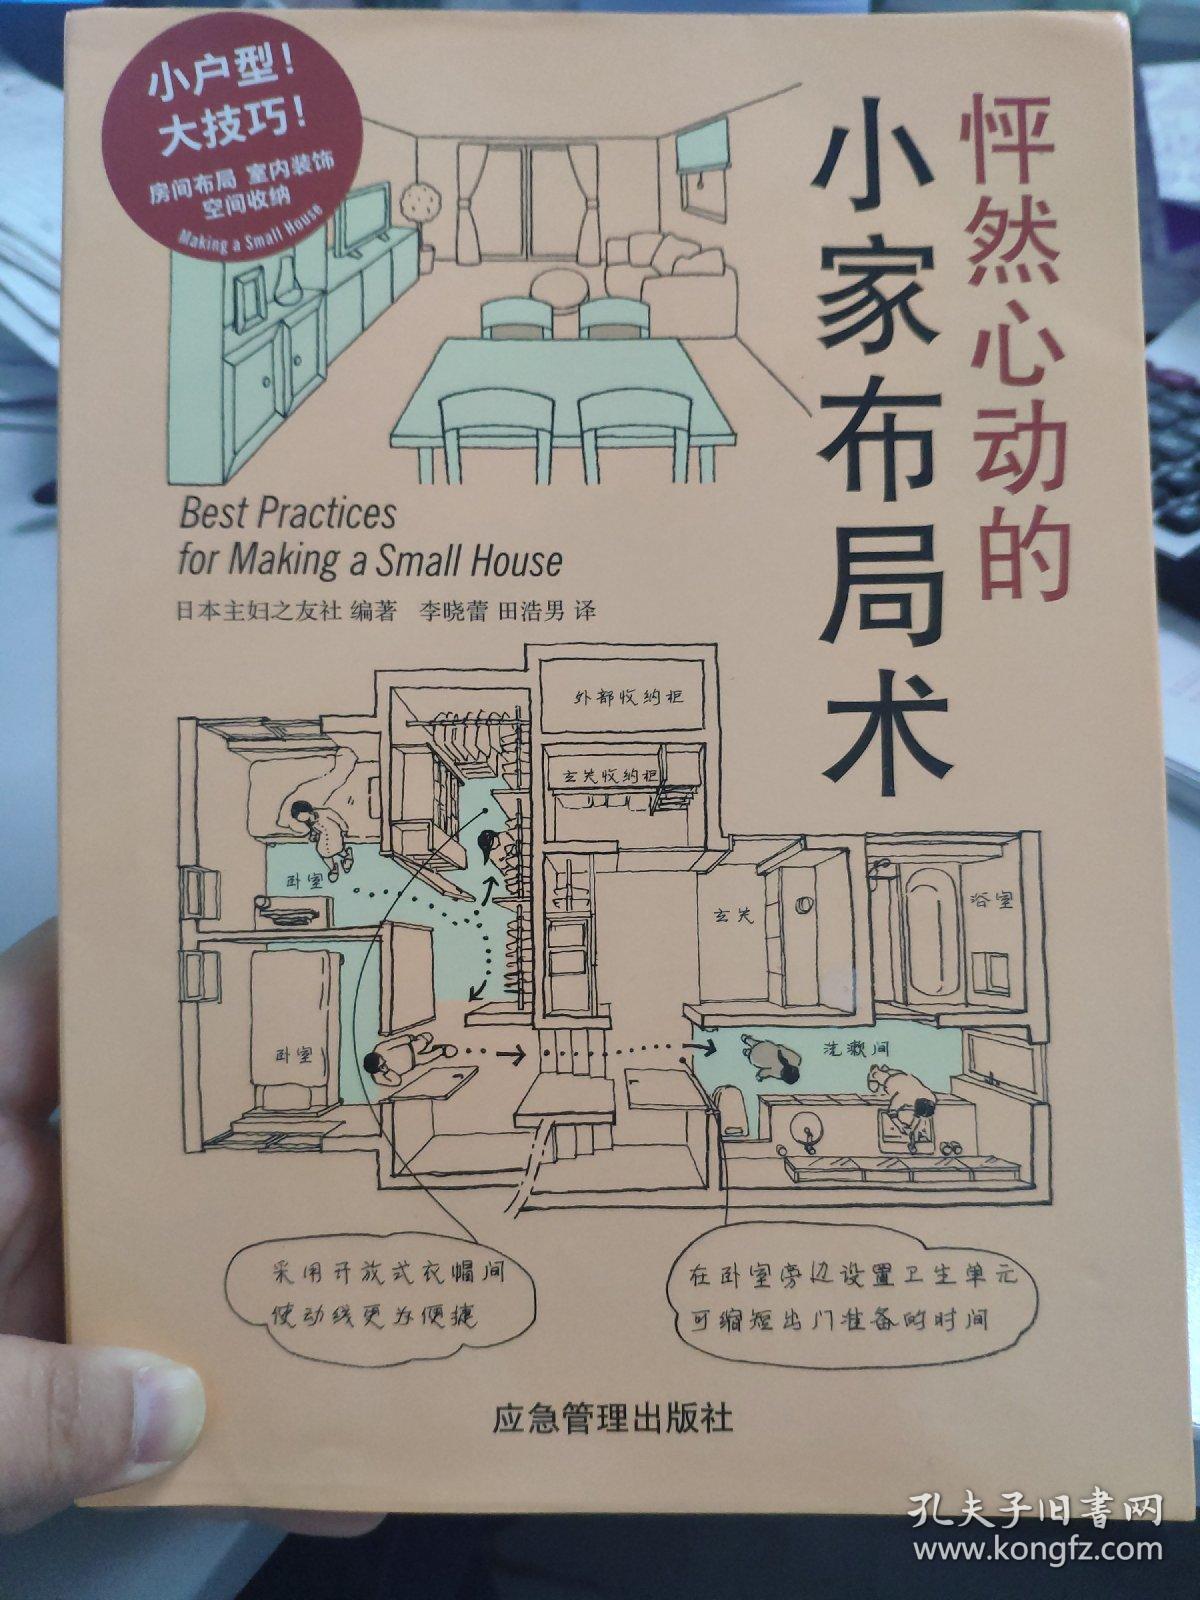 小户型！
大技巧！
房间布局 室内装饰
空间收纳
Making a Small House
怦然心动的
小家布局术
Best Practices
for Making a Small House
日本主妇之友社 编著 李晓蕾 田浩男 译
外部收纳柜
玄关收纳柜
卧室
玄关
浴室
卧室
洗漱间
采用开放式衣帽间
使动线更为便捷
在卧室旁边设置卫生单元
可缩短出门准备的时间
应急管理出版社
孔夫子旧书网
www.kongfz.com